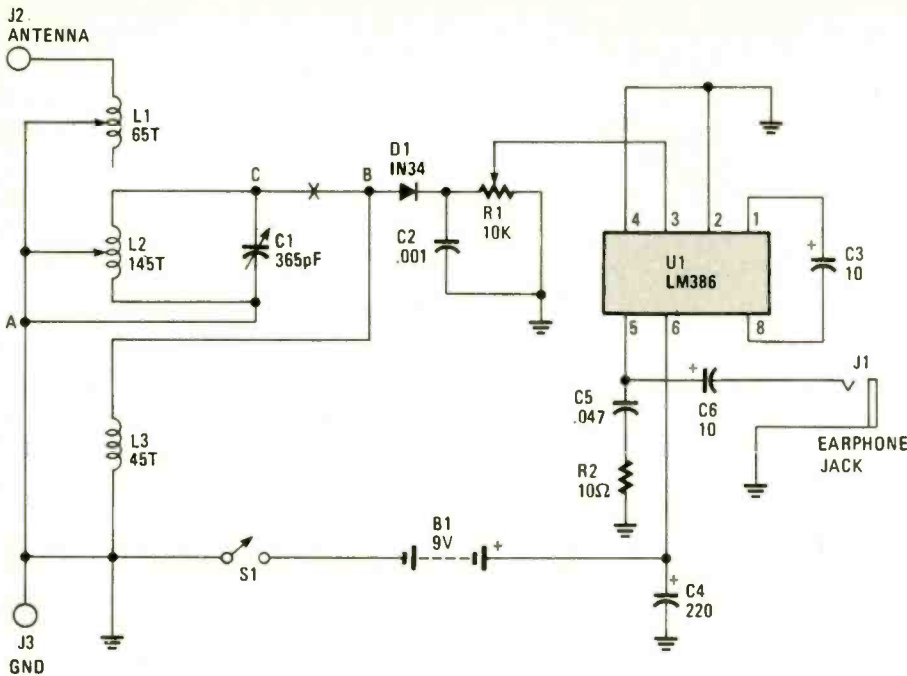 J2
ANTENNA
L1
65T
C
B
D1
IN34
R1
10K
C2
.001
L2
145T
C1
365pF
A
4
3
2
1
U1
LM386
+
C3
10
5
6
8
L3
45T
+
C6
10
J1
C5
.047
EARPHONE
JACK
R2
10Ω
S1
B1
9V
+
+
C4
220
J3
GND